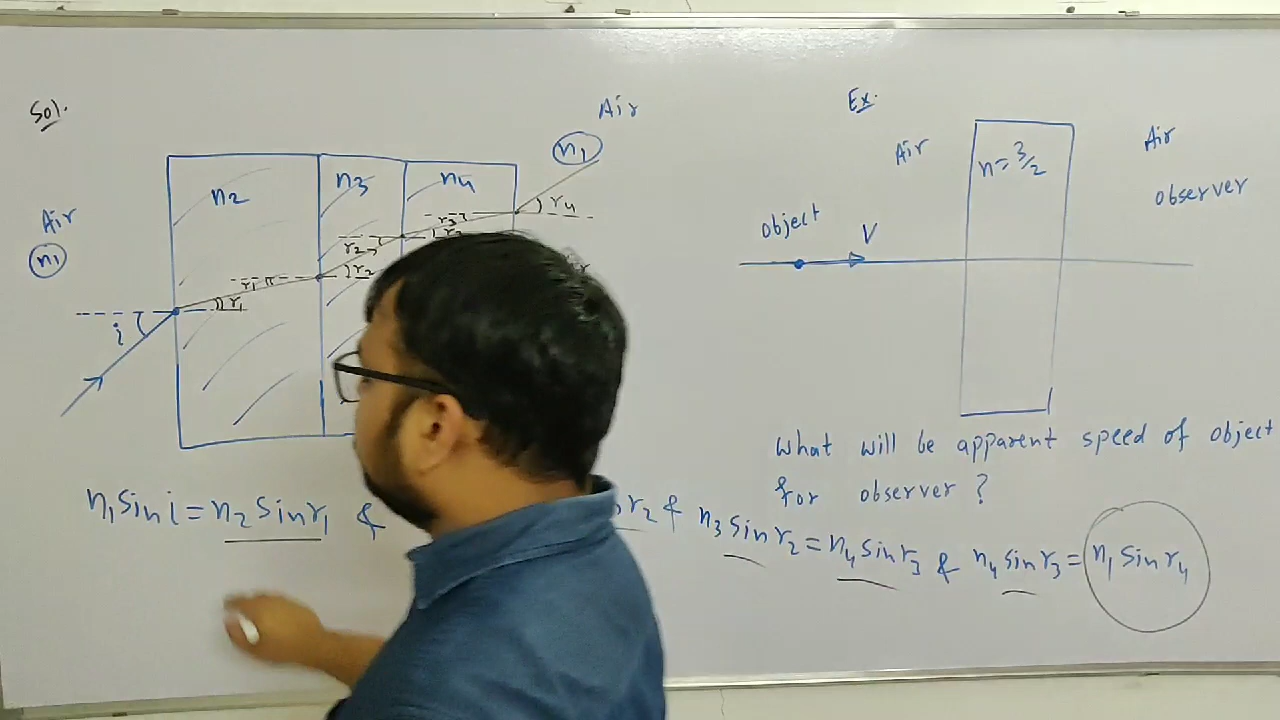 Sol.
Air
n1
n2
n3
n4
Air
n1
i
r1
r1
r2
r2
r3
r4
n1 sin i = n2 sin r1 &
r2 & n3 sin r2 = n4 sin r3 & n4 sin r3 = n1 sin r4
Ex.
Air
n = 3/2
Air
observer
object
V
What will be apparent speed of object
for observer ?